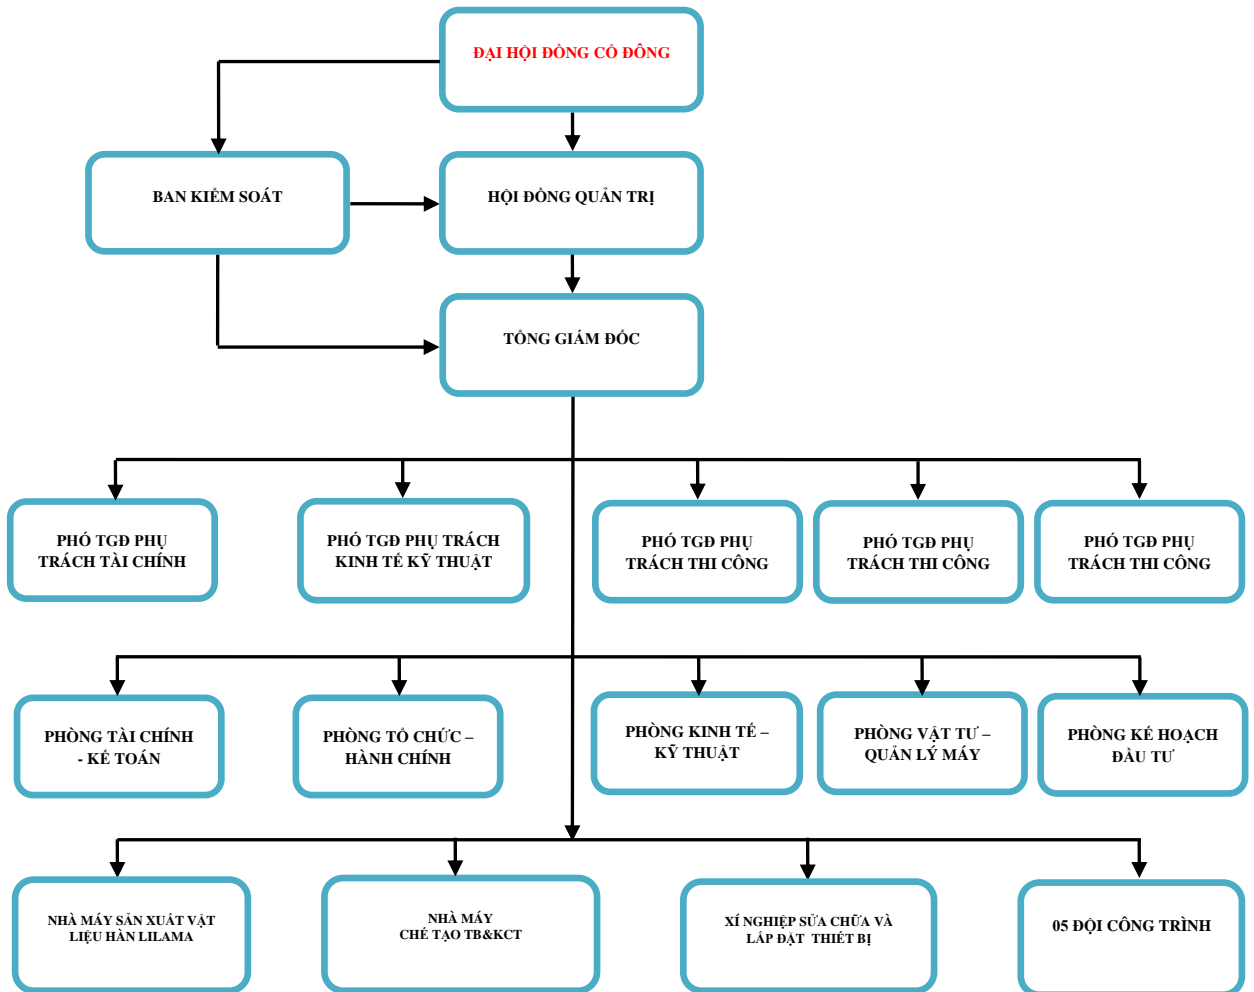 ĐẠI HỘI ĐỒNG CỔ ĐÔNG
BAN KIỂM SOÁT
HỘI ĐỒNG QUẢN TRỊ
TỔNG GIÁM ĐỐC
PHÓ TGĐ PHỤ
TRÁCH TÀI CHÍNH
PHÓ TGĐ PHỤ TRÁCH
KINH TẾ KỸ THUẬT
PHÓ TGĐ PHỤ
TRÁCH THI CÔNG
PHÓ TGĐ PHỤ
TRÁCH THI CÔNG
PHÓ TGĐ PHỤ
TRÁCH THI CÔNG
PHÒNG TÀI CHÍNH
- KẾ TOÁN
PHÒNG TỔ CHỨC –
HÀNH CHÍNH
PHÒNG KINH TẾ –
KỸ THUẬT
PHÒNG VẬT TƯ –
QUẢN LÝ MÁY
PHÒNG KẾ HOẠCH
ĐẦU TƯ
NHÀ MÁY SẢN XUẤT VẬT
LIỆU HÀN LILAMA
NHÀ MÁY
CHẾ TẠO TB&KCT
XÍ NGHIỆP SỬA CHỮA VÀ
LẮP ĐẶT THIẾT BỊ
05 ĐỘI CÔNG TRÌNH